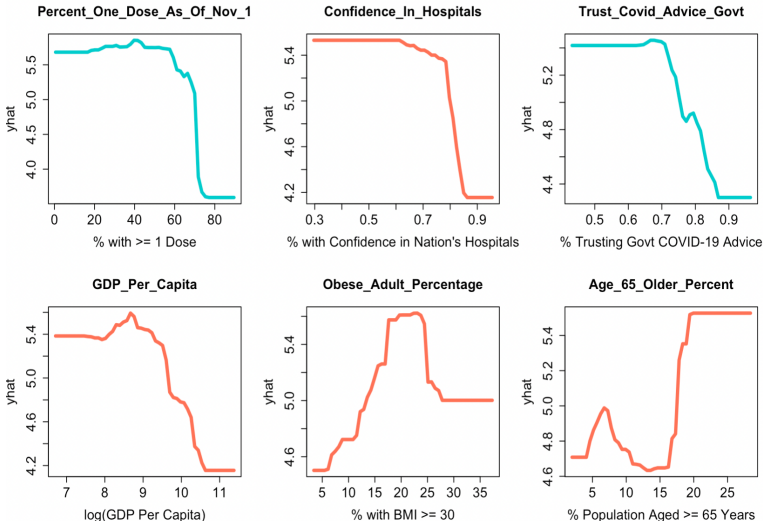 Percent_One_Dose_As_Of_Nov_1
yhat
4.0 4.5 5.0 5.5
0 20 40 60 80
% with >= 1 Dose
Confidence_In_Hospitals
yhat
4.2 4.6 5.0 5.4
0.3 0.5 0.7 0.9
% with Confidence in Nation's Hospitals
Trust_Covid_Advice_Govt
yhat
4.4 4.8 5.2
0.5 0.6 0.7 0.8 0.9
% Trusting Govt COVID-19 Advice
GDP_Per_Capita
yhat
4.2 4.6 5.0 5.4
7 8 9 10 11
log(GDP Per Capita)
Obese_Adult_Percentage
yhat
4.6 5.0 5.4
5 10 15 20 25 30 35
% with BMI >= 30
Age_65_Older_Percent
yhat
4.6 4.8 5.0 5.2 5.4
5 10 15 20 25
% Population Aged >= 65 Years